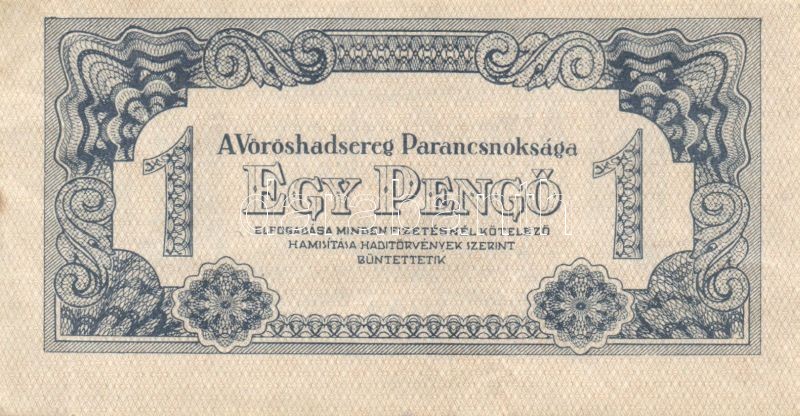 A Vöröshadsereg Parancsnoksága
1 EGY PENGŐ 1
ELFOGADÁSA MINDEN FIZETÉSNÉL KÖTELEZŐ
HAMISÍTÁSA HADITÖRVÉNYEK SZERINT
BÜNTETTETIK